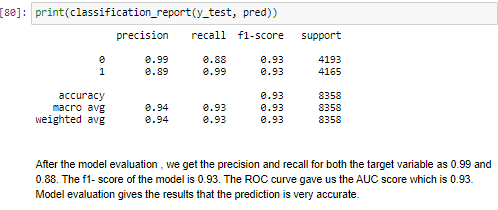 [80]: print(classification_report(y_test, pred))
precision recall f1-score support
0 0.99 0.88 0.93 4193
1 0.89 0.99 0.93 4165
accuracy 0.93 8358
macro avg 0.94 0.93 0.93 8358
weighted avg 0.94 0.93 0.93 8358
After the model evaluation , we get the precision and recall for both the target variable as 0.99 and
0.88. The f1- score of the model is 0.93. The ROC curve gave us the AUC score which is 0.93.
Model evaluation gives the results that the prediction is very accurate.